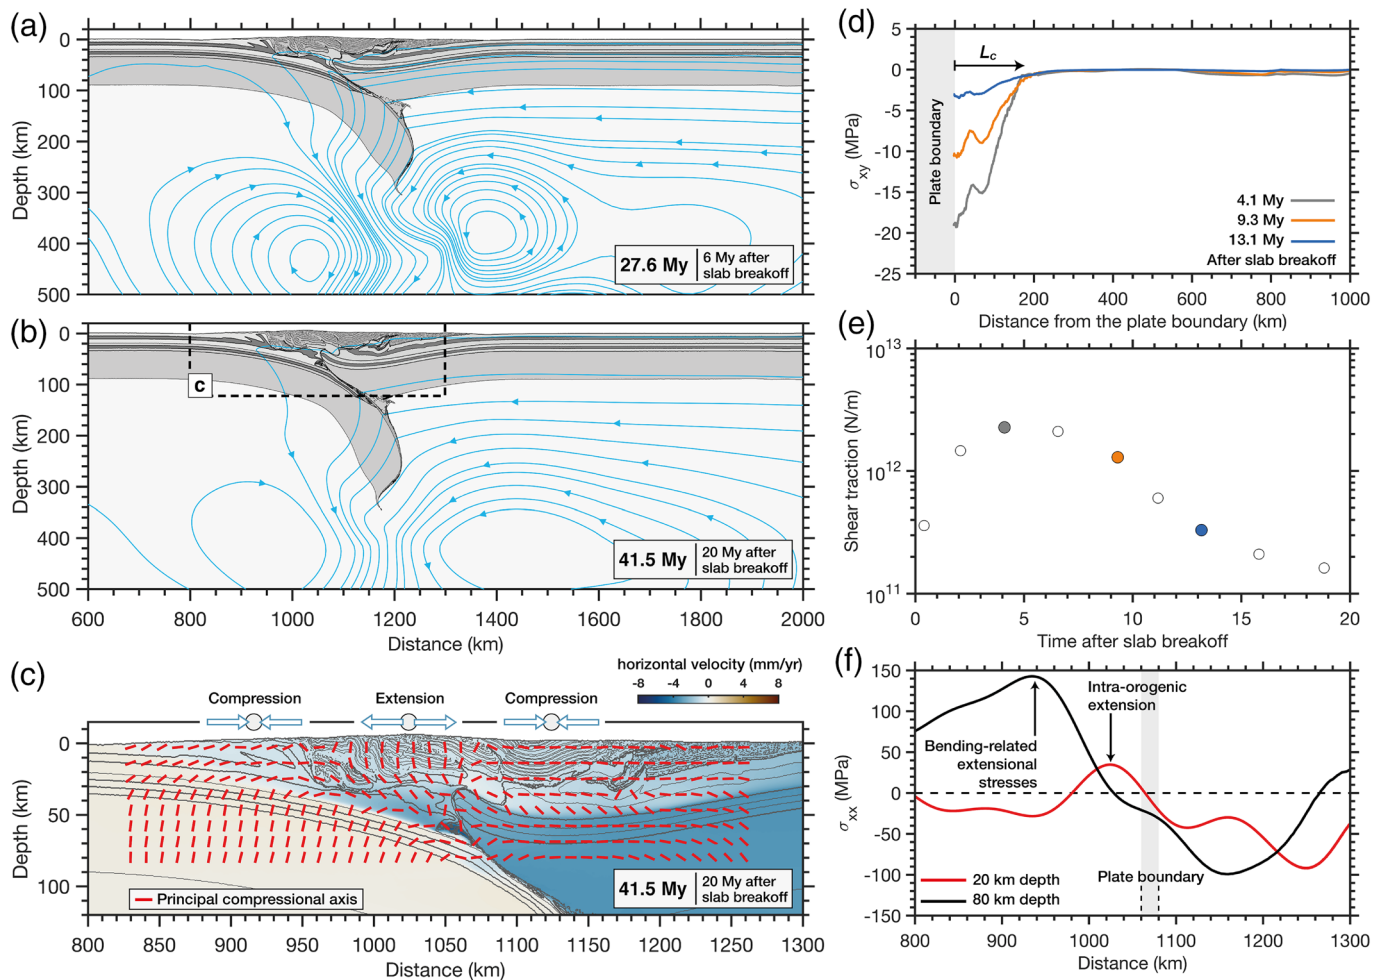 (a)
0
100
200
300
400
500
Depth (km)
27.6 My
6 My after
slab breakoff
(b)
0
100
200
300
400
500
Depth (km)
c
41.5 My
20 My after
slab breakoff
600
800
1000
1200
1400
1600
1800
2000
Distance (km)
(c)
horizontal velocity (mm/yr)
-8
-4
0
4
8
Compression
Extension
Compression
0
50
100
Depth (km)
Principal compressional axis
41.5 My
20 My after
slab breakoff
800
850
900
950
1000
1050
1100
1150
1200
1250
1300
Distance (km)
(d)
5
0
-5
-10
-15
-20
-25
σxy (MPa)
Plate boundary
Lc
4.1 My
9.3 My
13.1 My
After slab breakoff
0
200
400
600
800
1000
Distance from the plate boundary (km)
(e)
10¹³
10¹²
10¹¹
Shear traction (N/m)
0
5
10
15
20
Time after slab breakoff
(f)
150
100
50
0
-50
-100
-150
σxx (MPa)
Intra-orogenic
extension
Bending-related
extensional
stresses
Plate boundary
20 km depth
80 km depth
800
900
1000
1100
1200
1300
Distance (km)